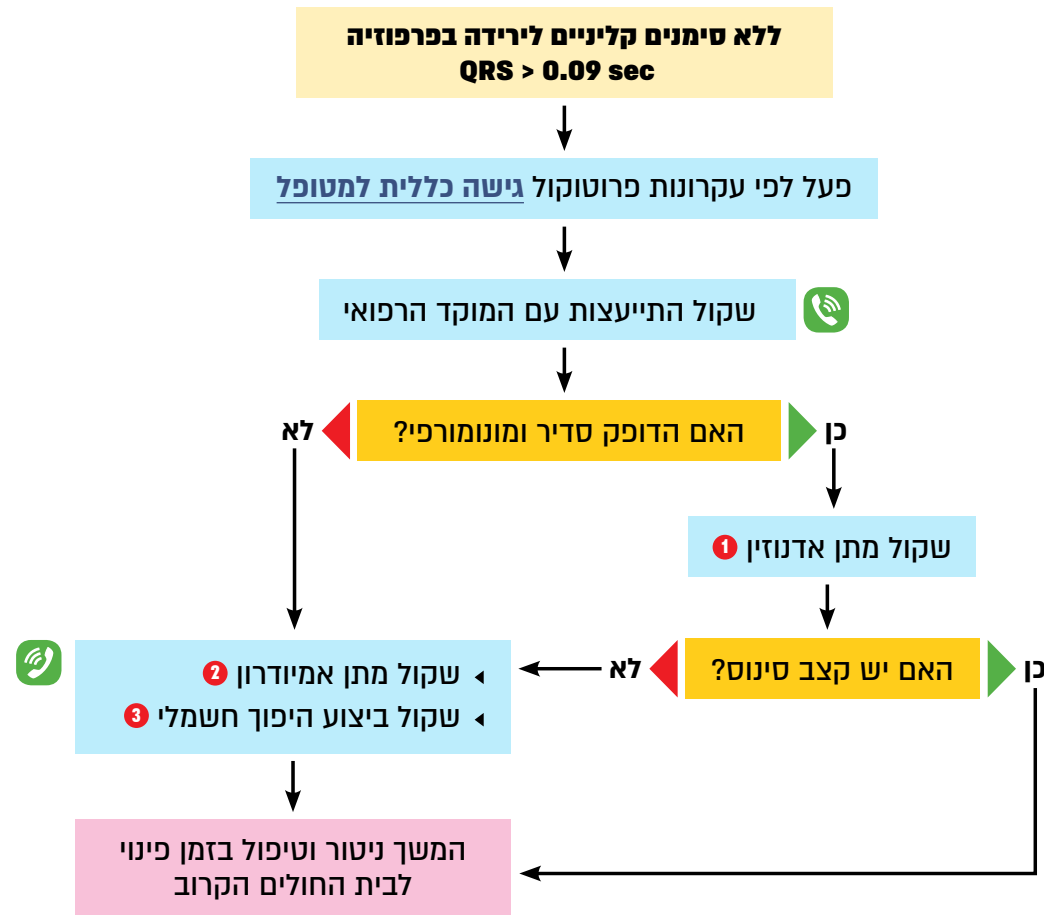 ללא סימנים קליניים לירידה בפרפוזיה
QRS > 0.09 sec
פעל לפי עקרונות פרוטוקול גישה כללית למטופל
שקול התייעצות עם המוקד הרפואי
האם הדופק סדיר ומונומורפי?
כן
לא
שקול מתן אדנוזין 1
האם יש קצב סינוס?
כן
לא
שקול מתן אמיודרון 2
שקול ביצוע היפוך חשמלי 3
המשך ניטור וטיפול בזמן פינוי
לבית החולים הקרוב